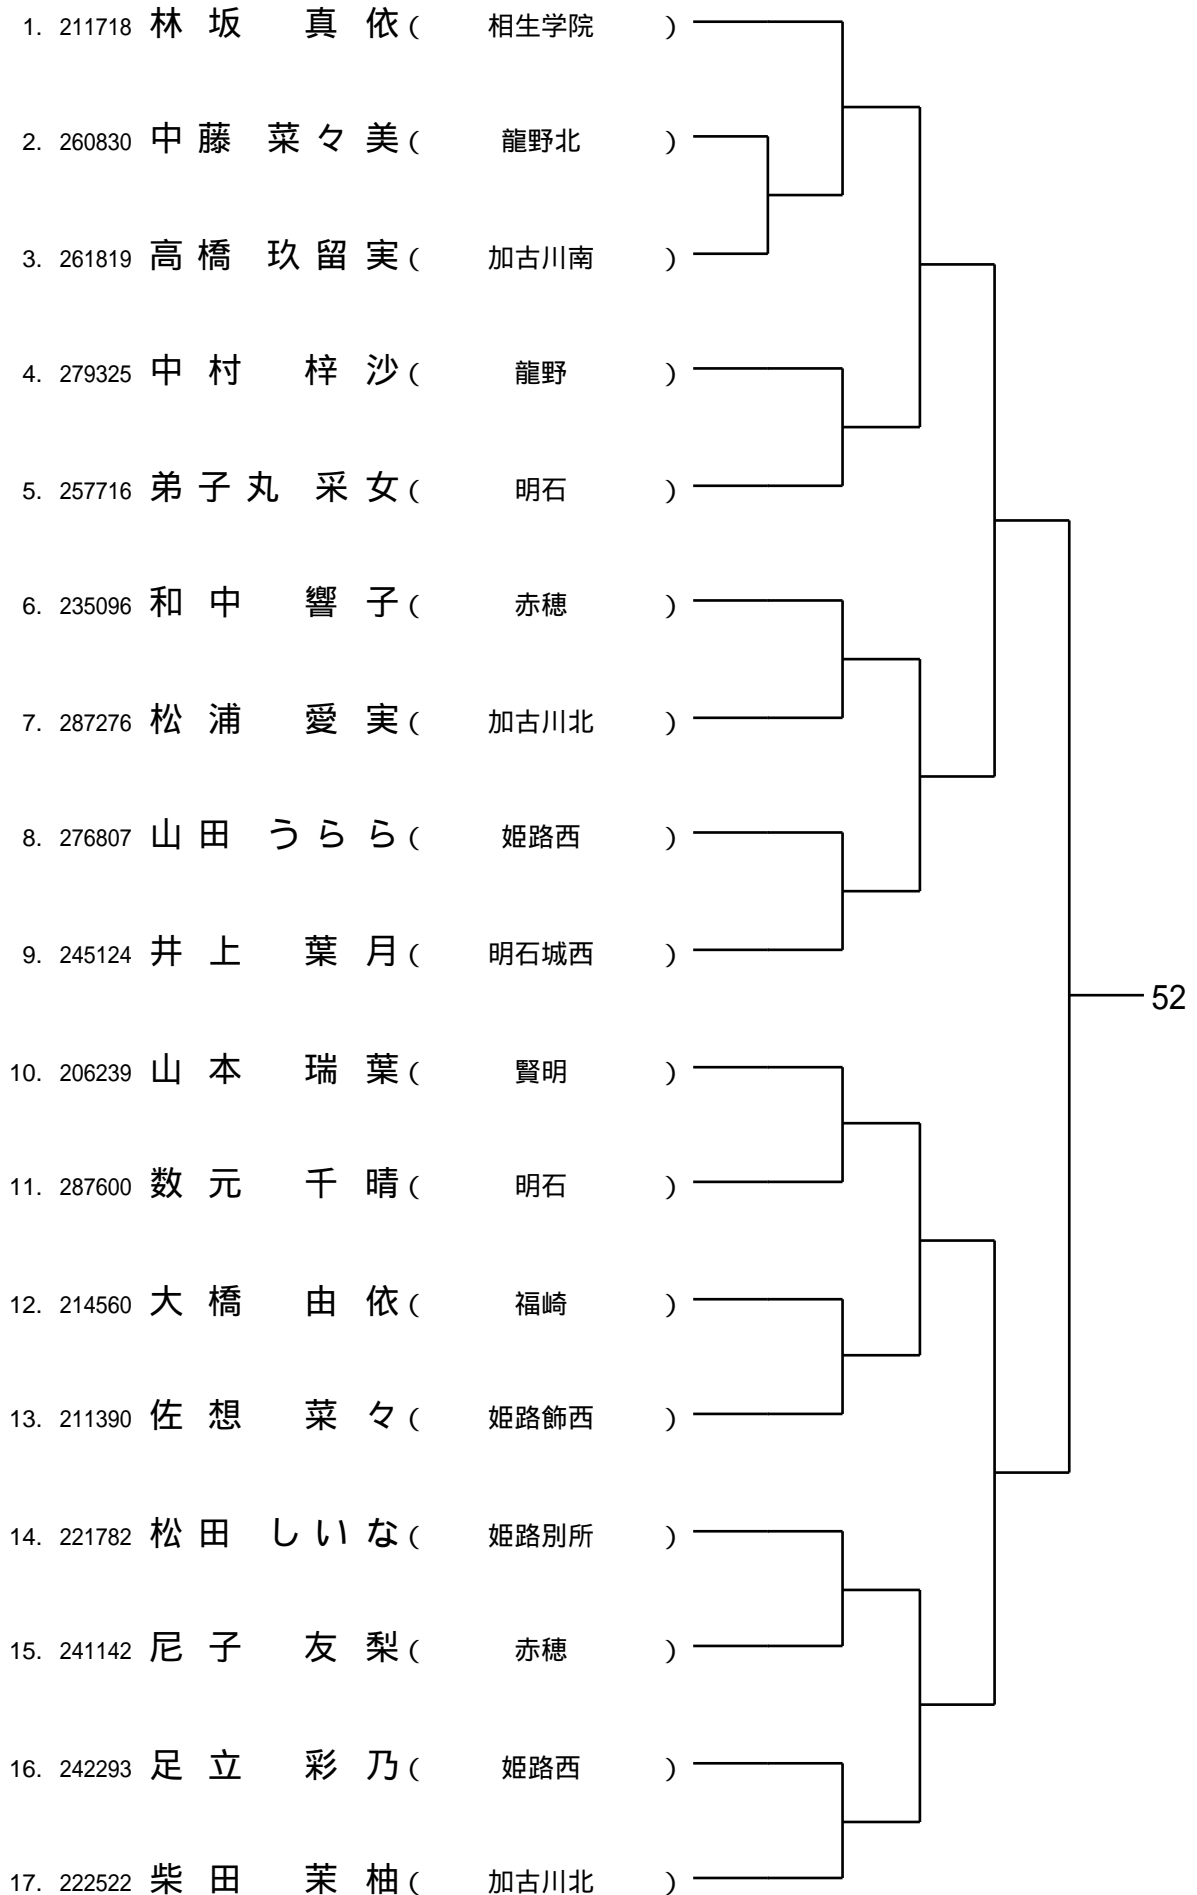 1. 211718 林 坂 真 依 ( 相生学院 )
2. 260830 中 藤 菜 々 美 ( 龍野北 )
3. 261819 高 橋 玖 留 実 ( 加古川南 )
4. 279325 中 村 梓 沙 ( 龍野 )
5. 257716 弟 子 丸 采 女 ( 明石 )
6. 235096 和 中 響 子 ( 赤穂 )
7. 287276 松 浦 愛 実 ( 加古川北 )
8. 276807 山 田 う ら ら ( 姫路西 )
9. 245124 井 上 葉 月 ( 明石城西 )
52
10. 206239 山 本 瑞 葉 ( 賢明 )
11. 287600 数 元 千 晴 ( 明石 )
12. 214560 大 橋 由 依 ( 福崎 )
13. 211390 佐 想 菜 々 ( 姫路飾西 )
14. 221782 松 田 し い な ( 姫路別所 )
15. 241142 尼 子 友 梨 ( 赤穂 )
16. 242293 足 立 彩 乃 ( 姫路西 )
17. 222522 柴 田 茉 柚 ( 加古川北 )